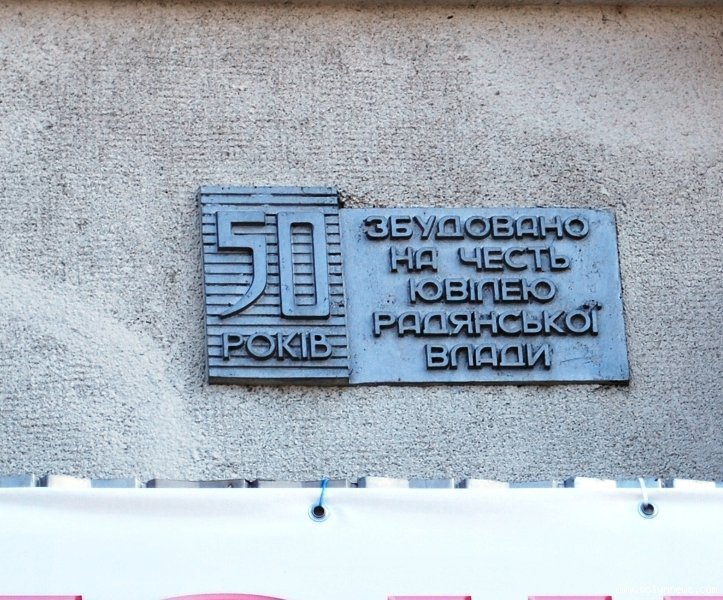 50
РОКІВ
ЗБУДОВАНО
НА ЧЕСТЬ
ЮВІЛЕЮ
РАДЯНСЬКОЇ
ВЛАДИ